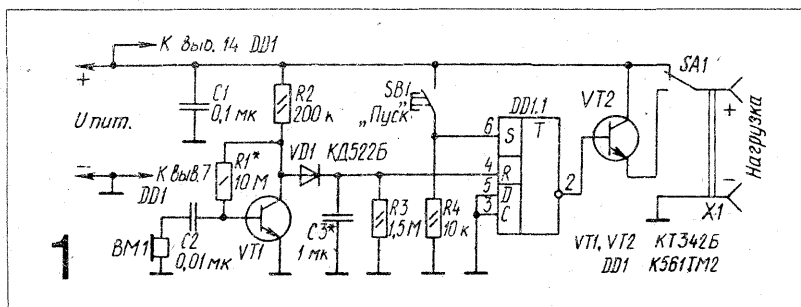 К выв. 14 DD1
+
U пит.
−
К выв. 7
DD1
C1
0,1 мк
R2
200 к
R1*
10 М
VD1 КД522Б
BM1
C2
0,01 мк
VT1
C3*
1 мк
R3
1,5 М
SB1
„Пуск”
R4
10 к
DD1.1
6 S T
4 R
5 D
3 C
2
VT2
SA1
+
−
Нагрузка
X1
VT1, VT2 КТ342Б
DD1 К561ТМ2
1